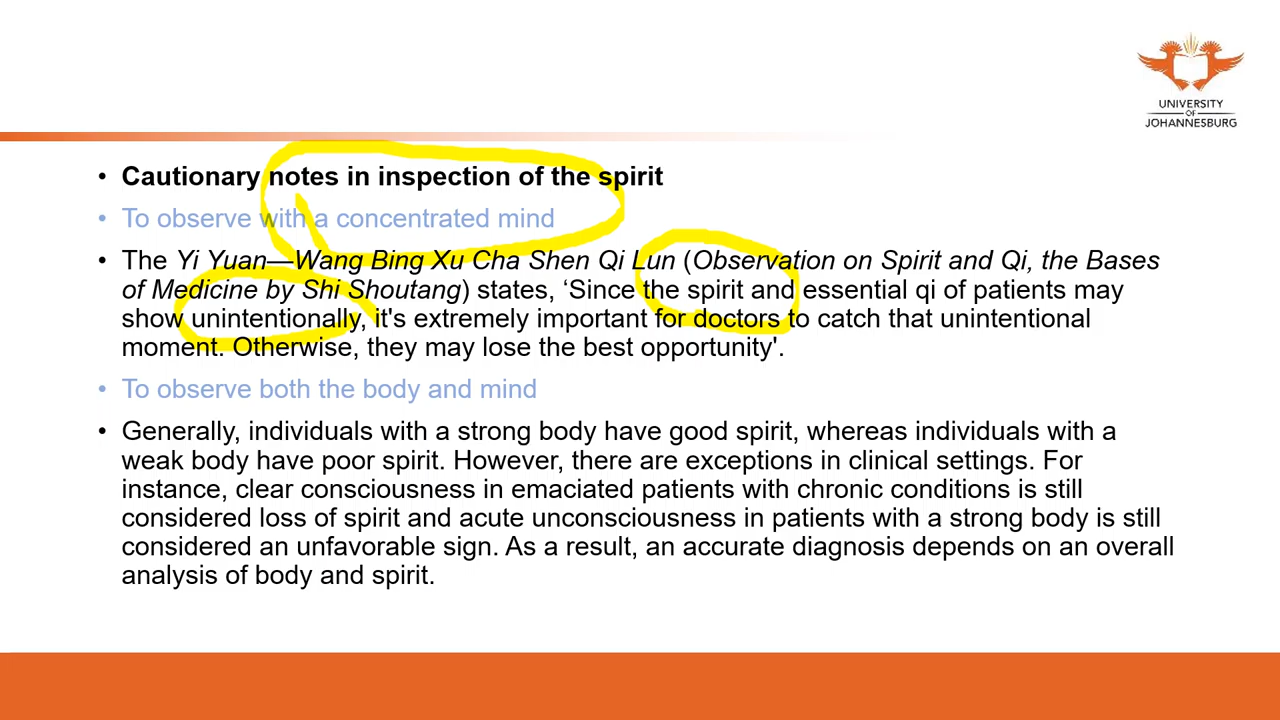 UNIVERSITY
OF
JOHANNESBURG
• Cautionary notes in inspection of the spirit
• To observe with a concentrated mind
• The Yi Yuan—Wang Bing Xu Cha Shen Qi Lun (Observation on Spirit and Qi, the Bases
of Medicine by Shi Shoutang) states, ‘Since the spirit and essential qi of patients may
show unintentionally, it's extremely important for doctors to catch that unintentional
moment. Otherwise, they may lose the best opportunity'.
• To observe both the body and mind
• Generally, individuals with a strong body have good spirit, whereas individuals with a
weak body have poor spirit. However, there are exceptions in clinical settings. For
instance, clear consciousness in emaciated patients with chronic conditions is still
considered loss of spirit and acute unconsciousness in patients with a strong body is still
considered an unfavorable sign. As a result, an accurate diagnosis depends on an overall
analysis of body and spirit.